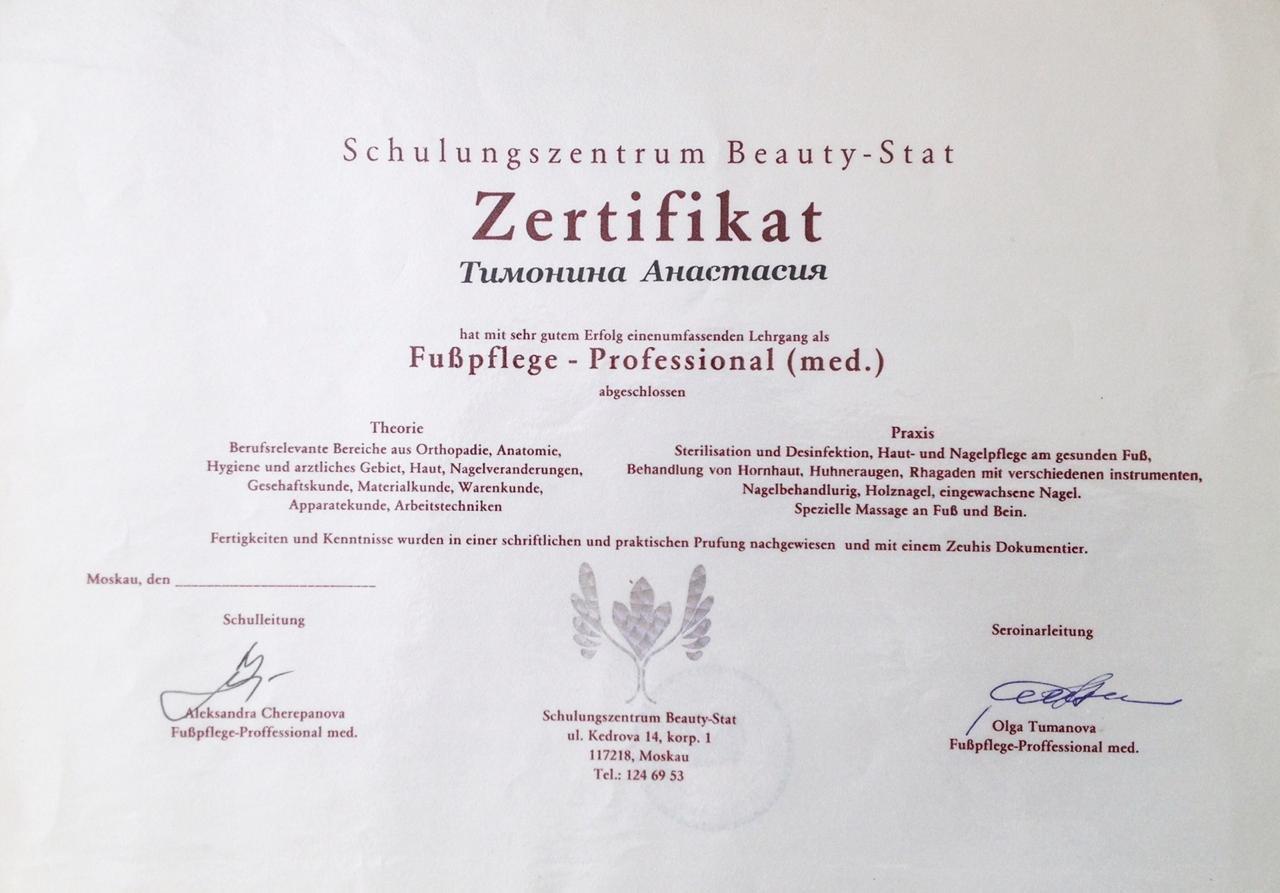 Schulungszentrum Beauty-Stat
Zertifikat
Тимонина Анастасия
hat mit sehr gutem Erfolg einenumfassenden Lehrgang als
Fußpflege - Professional (med.)
abgeschlossen
Theorie
Berufsrelevante Bereiche aus Orthopadie, Anatomie,
Hygiene und arztliches Gebiet, Haut, Nagelveranderungen,
Geschaftskunde, Materialkunde, Warenkunde,
Apparatekunde, Arbeitstechniken
Praxis
Sterilisation und Desinfektion, Haut- und Nagelpflege am gesunden Fuß,
Behandlung von Hornhaut, Huhneraugen, Rhagaden mit verschiedenen instrumenten,
Nagelbehandlurig, Holznagel, eingewachsene Nagel.
Spezielle Massage an Fuß und Bein.
Fertigkeiten und Kenntnisse wurden in einer schriftlichen und praktischen Prufung nachgewiesen und mit einem Zeuhis Dokumentier.
Moskau, den
Schulleitung
Aleksandra Cherepanova
Fußpflege-Proffessional med.
Schulungszentrum Beauty-Stat
ul. Kedrova 14, korp. 1
117218, Moskau
Tel.: 124 69 53
Seroinarleitung
Olga Tumanova
Fußpflege-Proffessional med.